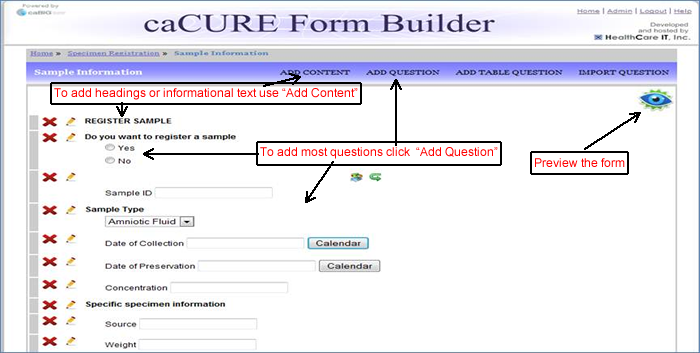 Powered by
caBIG
caCURE Form Builder
Home | Admin | Logout | Help
Developed
and hosted by
HealthCare IT, Inc.
Home » Specimen Registration » Sample Information
Sample Information
ADD CONTENT ADD QUESTION ADD TABLE QUESTION IMPORT QUESTION
To add headings or informational text use “Add Content”
REGISTER SAMPLE
Do you want to register a sample
Yes
No
To add most questions click “Add Question”
Preview the form
Sample ID
Sample Type
Amniotic Fluid
Date of Collection Calendar
Date of Preservation Calendar
Concentration
Specific specimen information
Source
Weight